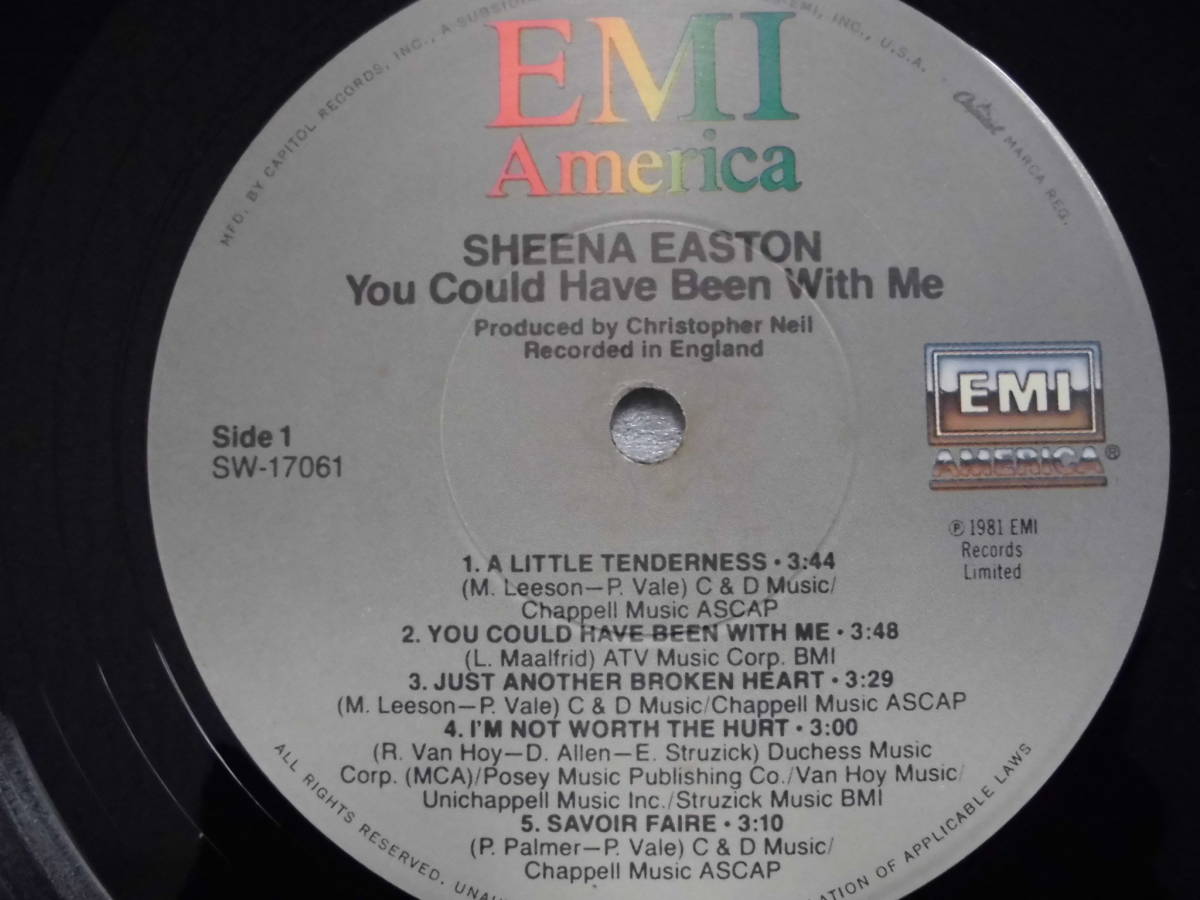 MFD. BY CAPITOL RECORDS, INC., A SUBSIDI EMI, INC., U.S.A. Capitol MARCA REG.
EMI
America
SHEENA EASTON
You Could Have Been With Me
Produced by Christopher Neil
Recorded in England
EMI
AMERICA®
Side 1
SW-17061
℗ 1981 EMI
Records
Limited
1. A LITTLE TENDERNESS • 3:44
(M. Leeson—P. Vale) C & D Music/
Chappell Music ASCAP
2. YOU COULD HAVE BEEN WITH ME • 3:48
(L. Maalfrid) ATV Music Corp. BMI
3. JUST ANOTHER BROKEN HEART • 3:29
(M. Leeson—P. Vale) C & D Music/Chappell Music ASCAP
4. I'M NOT WORTH THE HURT • 3:00
(R. Van Hoy—D. Allen—E. Struzick) Duchess Music
Corp. (MCA)/Posey Music Publishing Co./Van Hoy Music/
Unichappell Music Inc./Struzick Music BMI
5. SAVOIR FAIRE • 3:10
(P. Palmer—P. Vale) C & D Music/
Chappell Music ASCAP
ALL RIGHTS RESERVED. UNAU LATION OF APPLICABLE LAWS